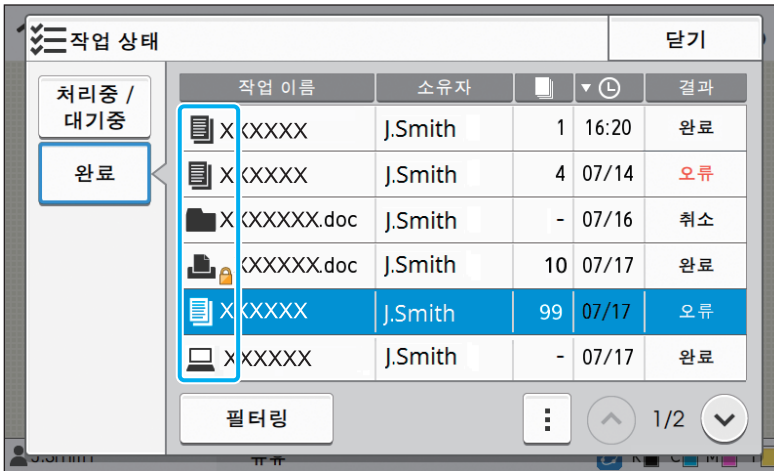 작업 상태
닫기
처리중 /
대기중
완료
작업 이름 소유자 결과
XXXXXX J.Smith 1 16:20 완료
XXXXXX J.Smith 4 07/14 오류
XXXXXXX.doc J.Smith - 07/16 취소
XXXXXXX.doc J.Smith 10 07/17 완료
XXXXXX J.Smith 99 07/17 오류
XXXXXX J.Smith - 07/17 완료
필터링
1/2